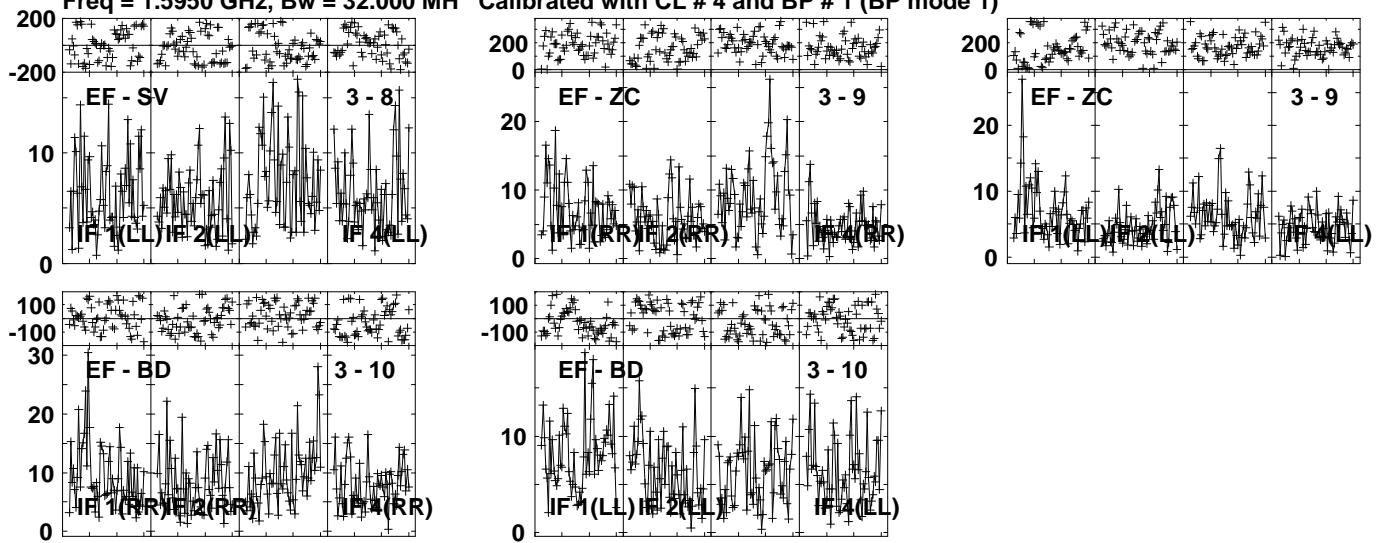 Freq = 1.5950 GHz, Bw = 32.000 MH Calibrated with CL # 4 and BP # 1 (BP mode 1)
200
-200
EF - SV 3 - 8
10
0
IF 1(LL) IF 2(LL) IF 4(LL)
200
0
EF - ZC 3 - 9
20
10
0
IF 1(RR) IF 2(RR) IF 4(RR)
200
0
EF - ZC 3 - 9
20
10
0
IF 1(LL) IF 2(LL) IF 4(LL)
100
-100
30
EF - BD 3 - 10
20
10
0
IF 1(RR) IF 2(RR) IF 4(RR)
100
-100
EF - BD 3 - 10
10
0
IF 1(LL) IF 2(LL) IF 4(LL)